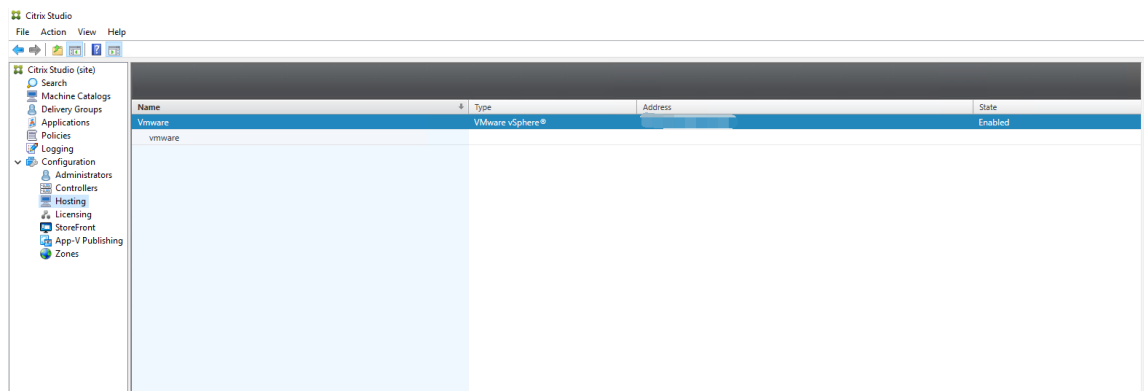 Citrix Studio
File Action View Help
Citrix Studio (site)
Search
Machine Catalogs
Delivery Groups
Applications
Policies
Logging
Configuration
Administrators
Controllers
Hosting
Licensing
StoreFront
App-V Publishing
Zones
Name Type Address State
Vmware VMware vSphere® Enabled
vmware